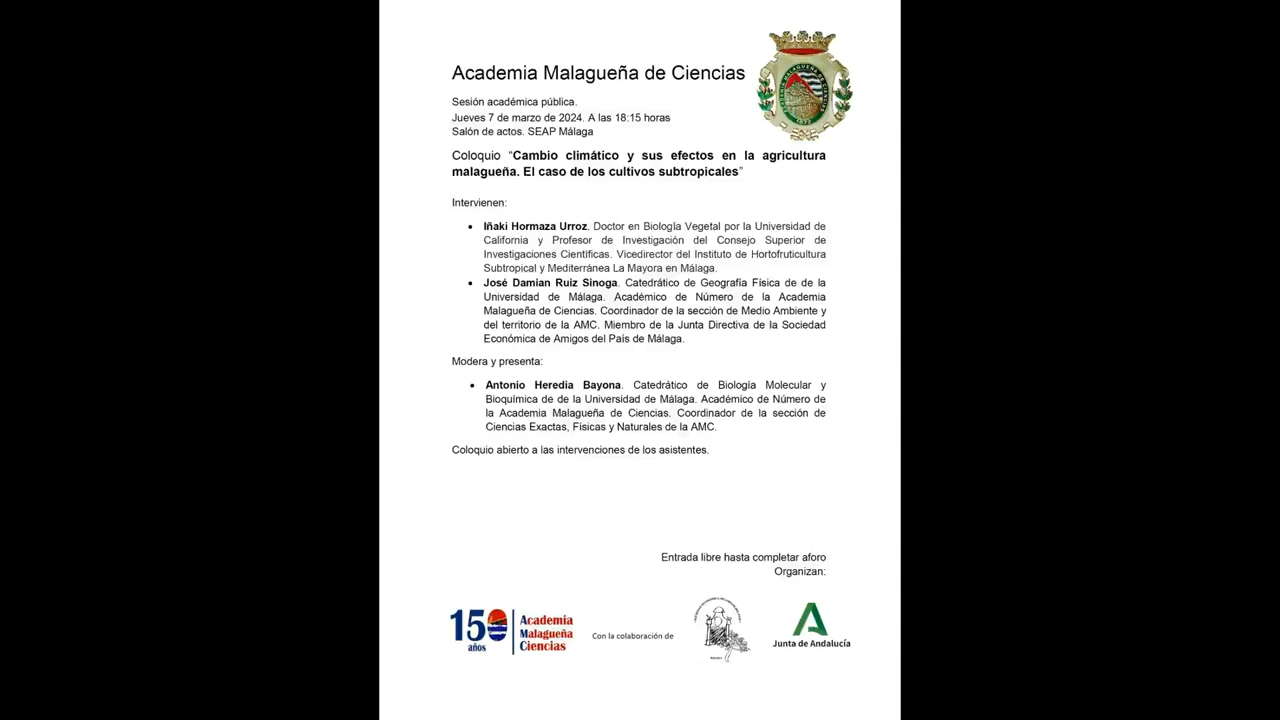 Academia Malagueña de Ciencias
Sesión académica pública.
Jueves 7 de marzo de 2024. A las 18:15 horas
Salón de actos. SEAP Málaga
Coloquio “Cambio climático y sus efectos en la agricultura
malagueña. El caso de los cultivos subtropicales”
Intervienen:
• Iñaki Hormaza Urroz. Doctor en Biología Vegetal por la Universidad de
California y Profesor de Investigación del Consejo Superior de
Investigaciones Científicas. Vicedirector del Instituto de Hortofruticultura
Subtropical y Mediterránea La Mayora en Málaga.
• José Damian Ruiz Sinoga. Catedrático de Geografía Física de de la
Universidad de Málaga. Académico de Número de la Academia
Malagueña de Ciencias. Coordinador de la sección de Medio Ambiente y
del territorio de la AMC. Miembro de la Junta Directiva de la Sociedad
Económica de Amigos del País de Málaga.
Modera y presenta:
• Antonio Heredia Bayona. Catedrático de Biología Molecular y
Bioquímica de de la Universidad de Málaga. Académico de Número de
la Academia Malagueña de Ciencias. Coordinador de la sección de
Ciencias Exactas, Físicas y Naturales de la AMC.
Coloquio abierto a las intervenciones de los asistentes.
Entrada libre hasta completar aforo
Organizan:
150
años
Academia
Malagueña
Ciencias
Con la colaboración de
Junta de Andalucía